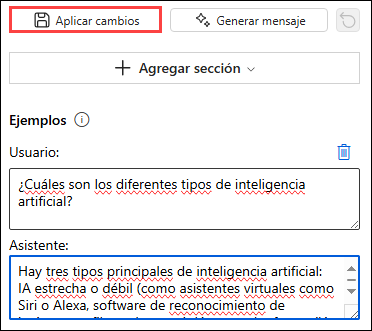 Aplicar cambios
Generar mensaje
Agregar sección
Ejemplos
Usuario:
¿Cuáles son los diferentes tipos de inteligencia
artificial?
Asistente:
Hay tres tipos principales de inteligencia artificial:
IA estrecha o débil (como asistentes virtuales como
Siri o Alexa, software de reconocimiento de